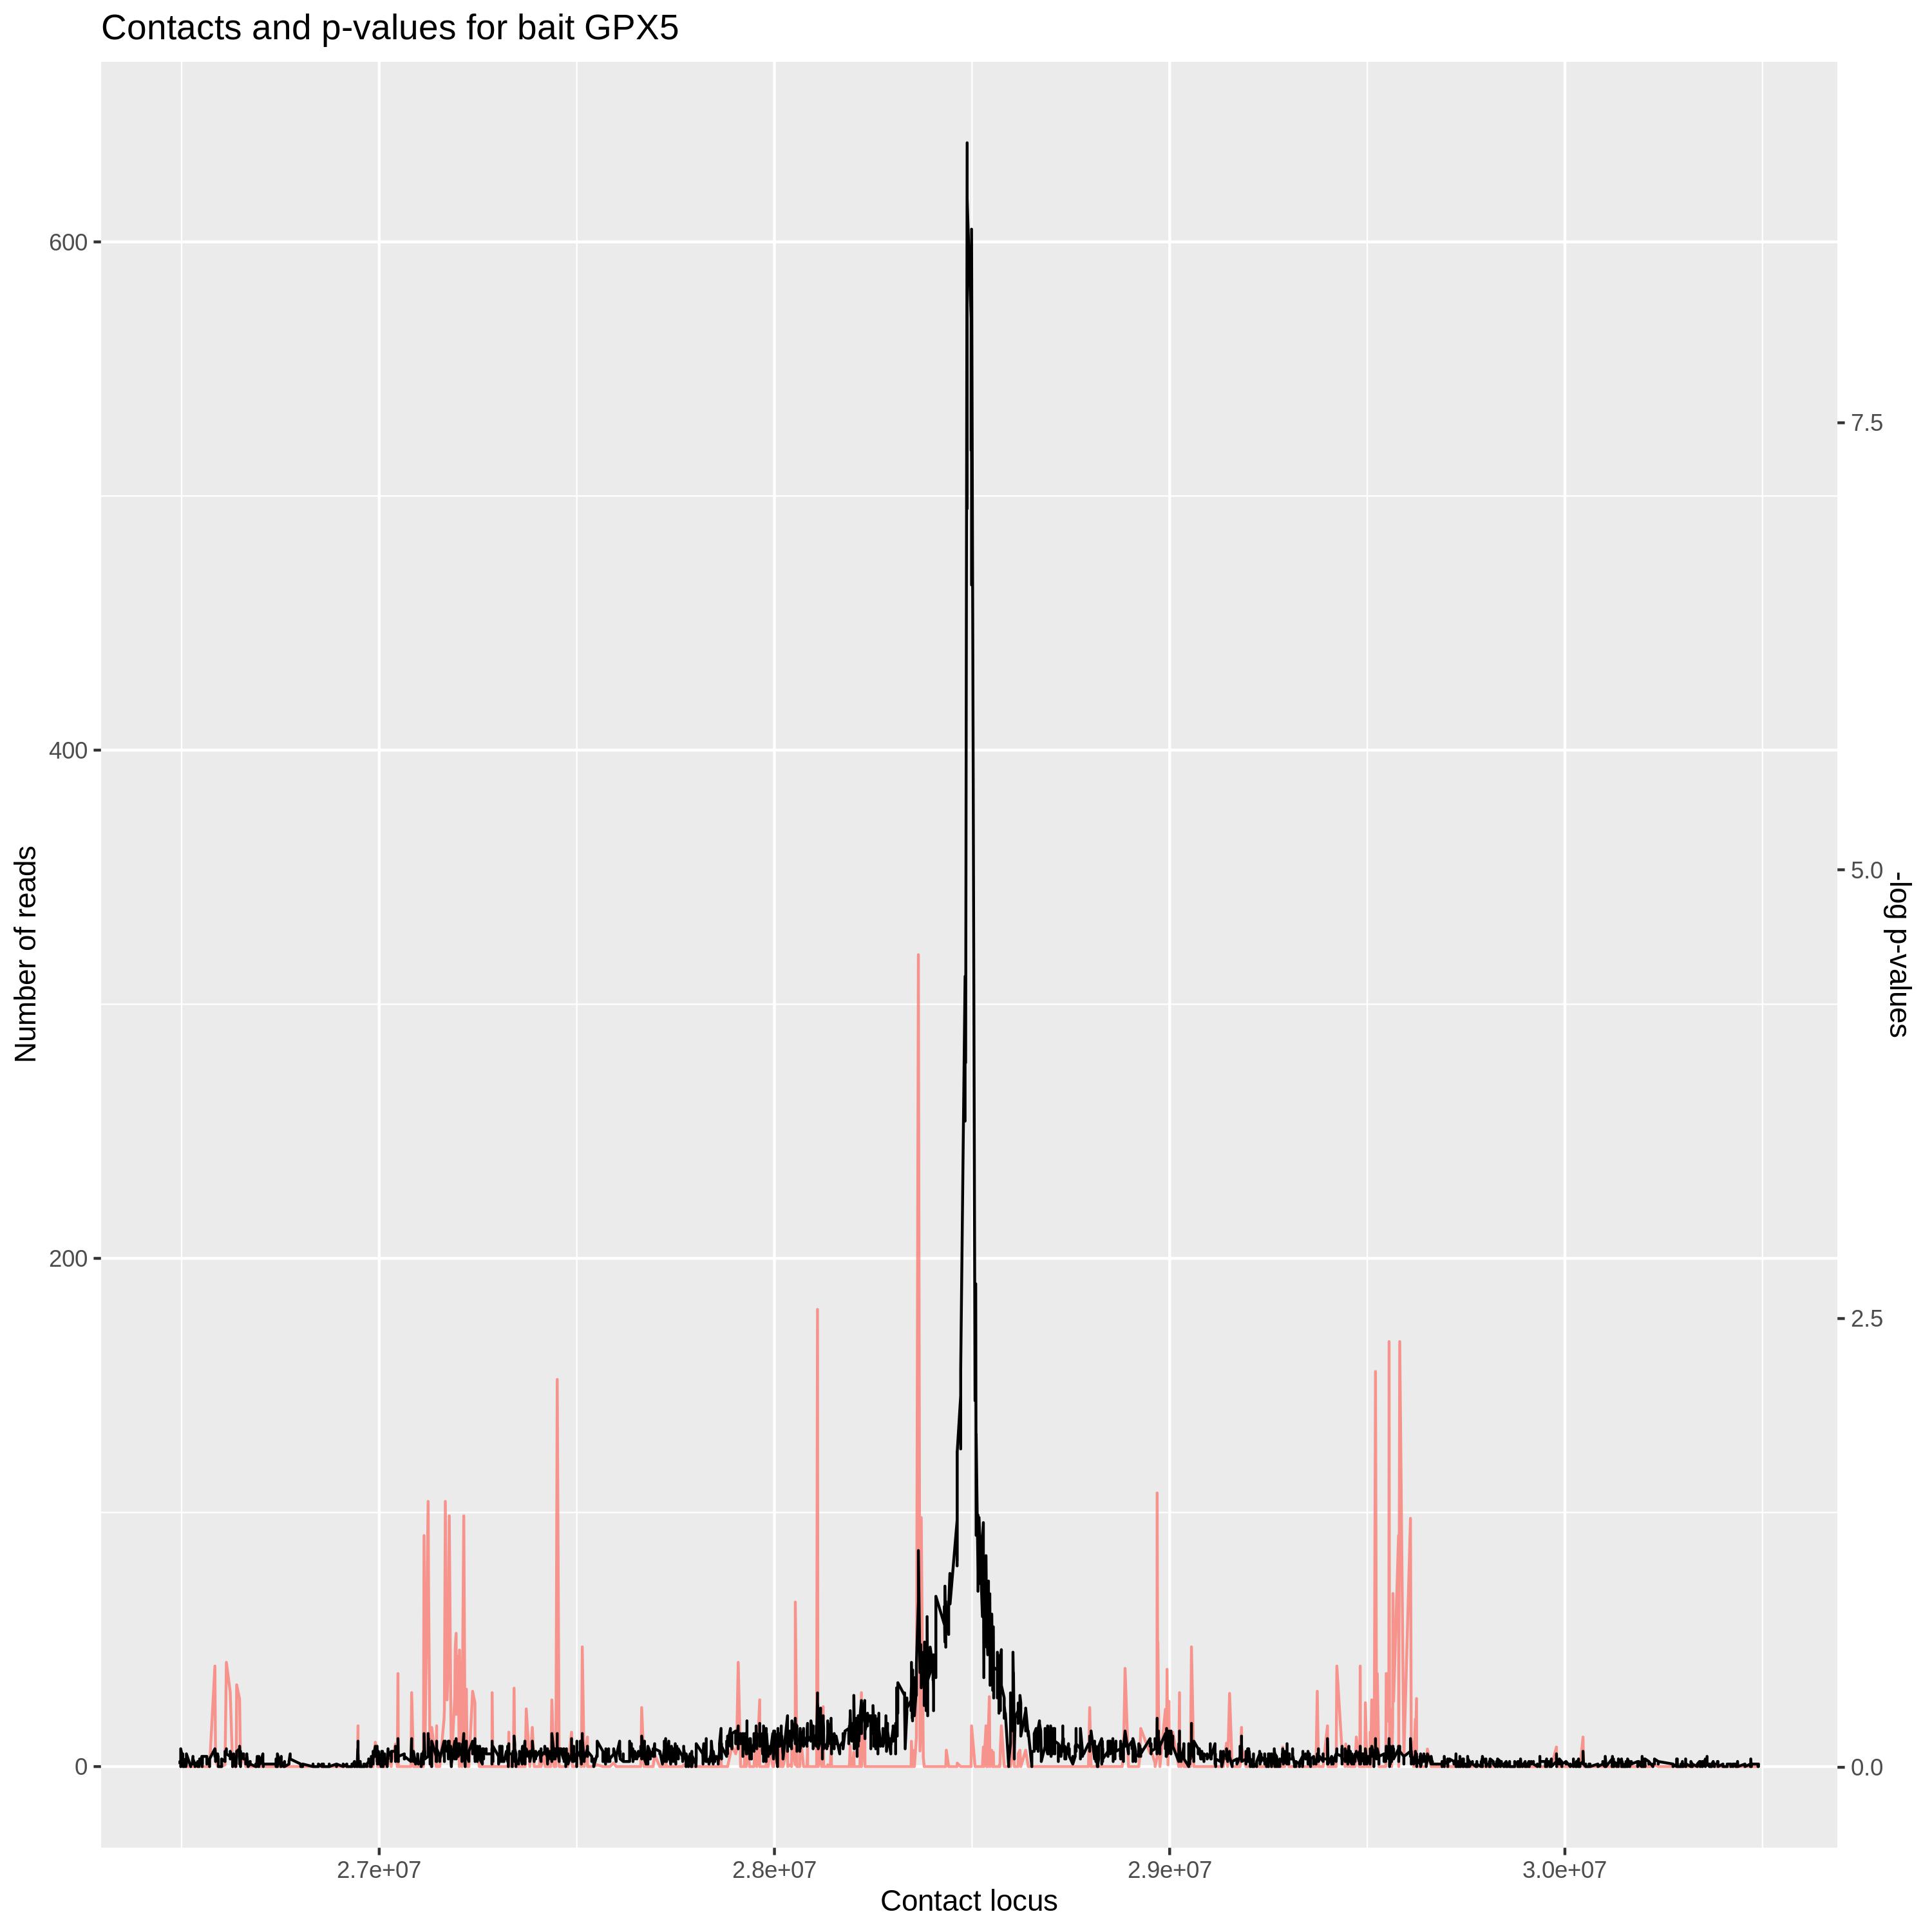 Contacts and p-values for bait GPX5
600
400
200
0
Number of reads
7.5
5.0
2.5
0.0
-log p-values
2.7e+07
2.8e+07
2.9e+07
3.0e+07
Contact locus